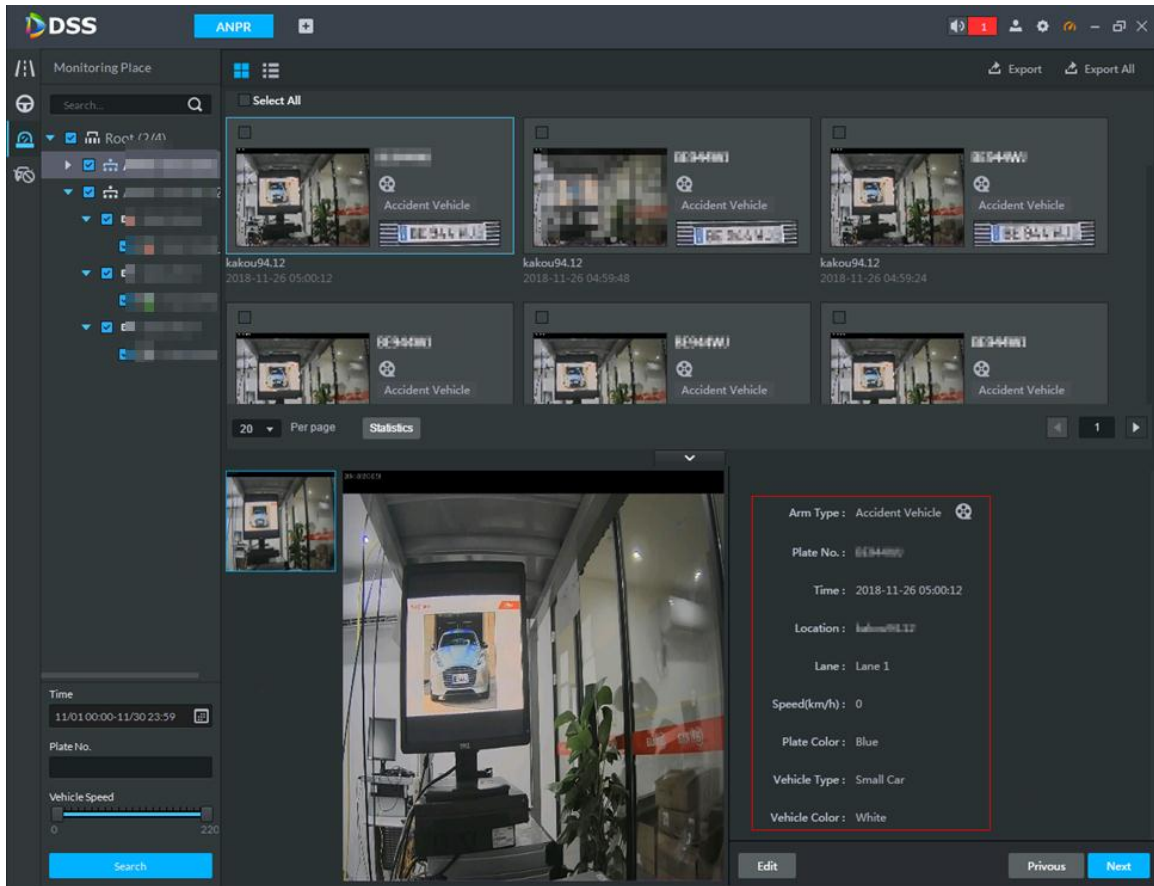 DSS
ANPR
1
Monitoring Place
Export
Export All
Search...
Select All
Root (2/4)
Accident Vehicle
Accident Vehicle
Accident Vehicle
kakou94.12
kakou94.12
kakou94.12
2018-11-26 05:00:12
2018-11-26 04:59:48
2018-11-26 04:59:24
Accident Vehicle
Accident Vehicle
Accident Vehicle
20
Per page
Statistics
1
Arm Type : Accident Vehicle
Plate No. :
Time : 2018-11-26 05:00:12
Location :
Lane : Lane 1
Speed(km/h) : 0
Plate Color : Blue
Vehicle Type : Small Car
Vehicle Color : White
Time
11/01 00:00-11/30 23:59
Plate No.
Vehicle Speed
0
220
Search
Edit
Privous
Next